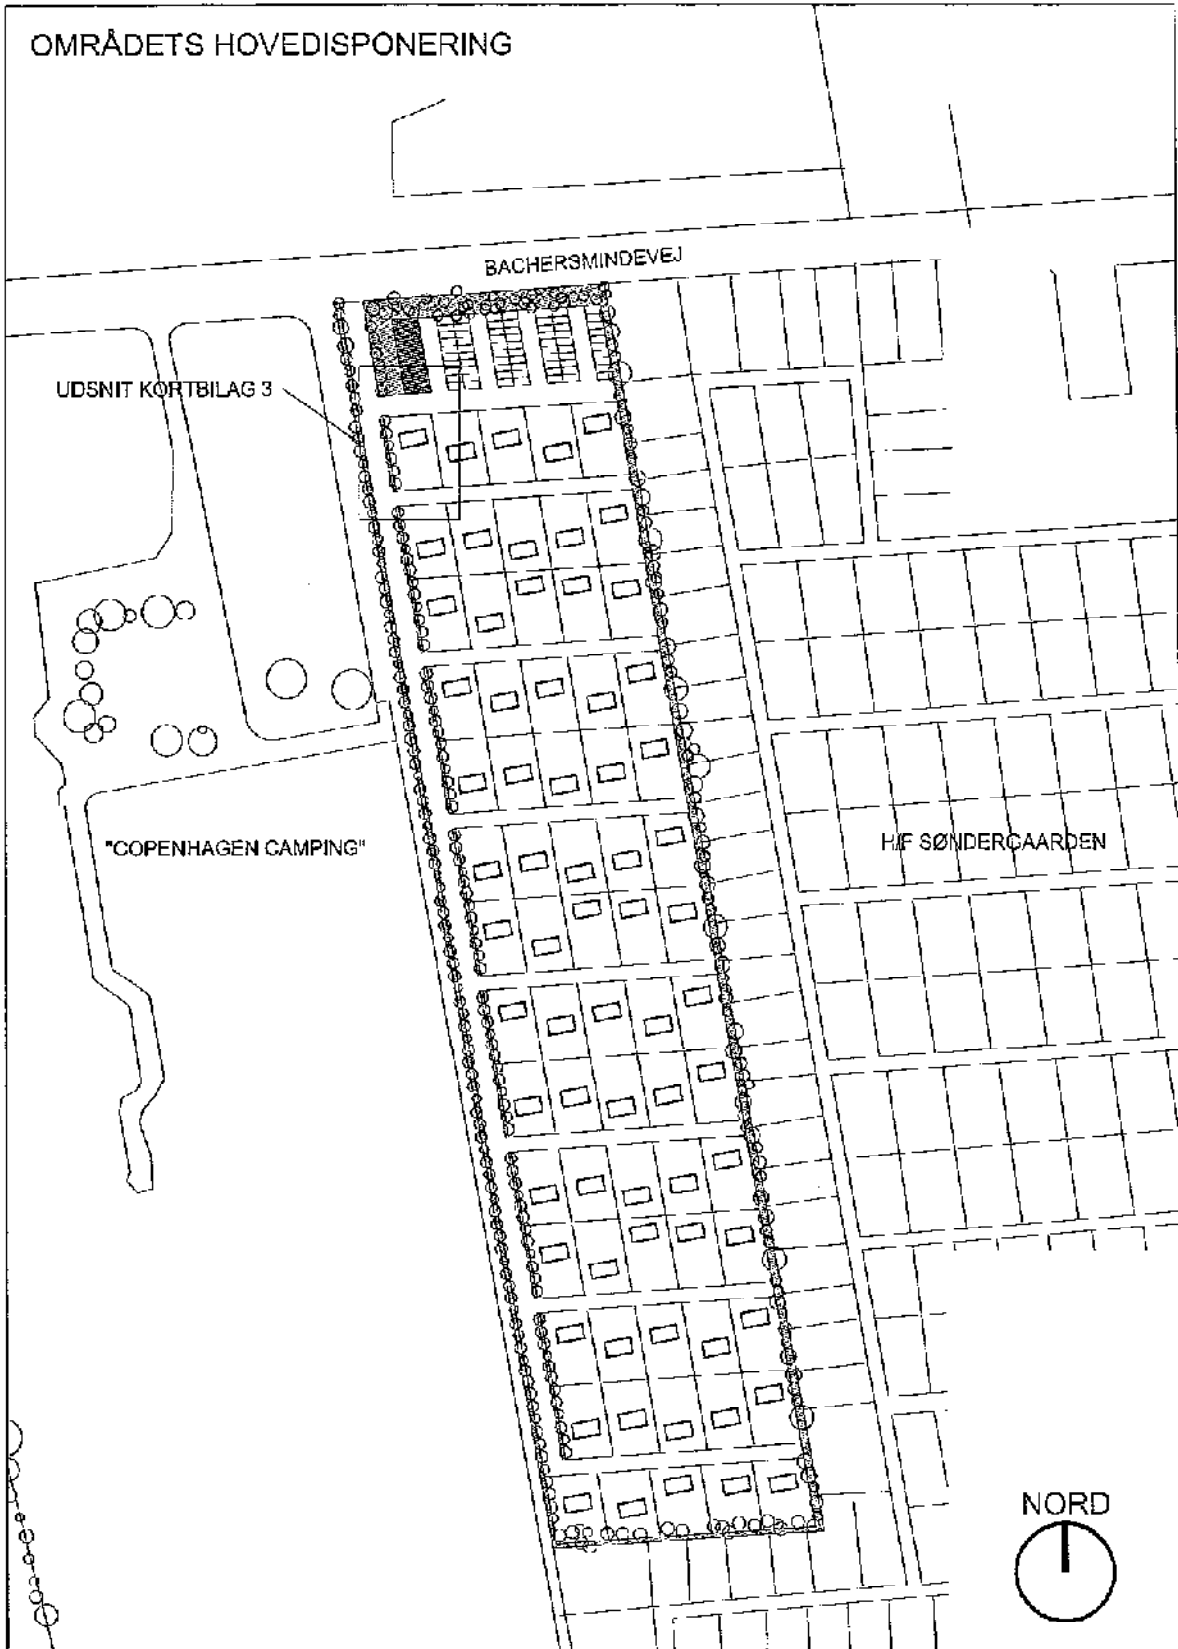 OMRÅDETS HOVEDISPONERING
BACHERSMINDEVEJ
UDSNIT KORTBILAG 3
"COPENHAGEN CAMPING"
H/F SØNDERGAARDEN
NORD